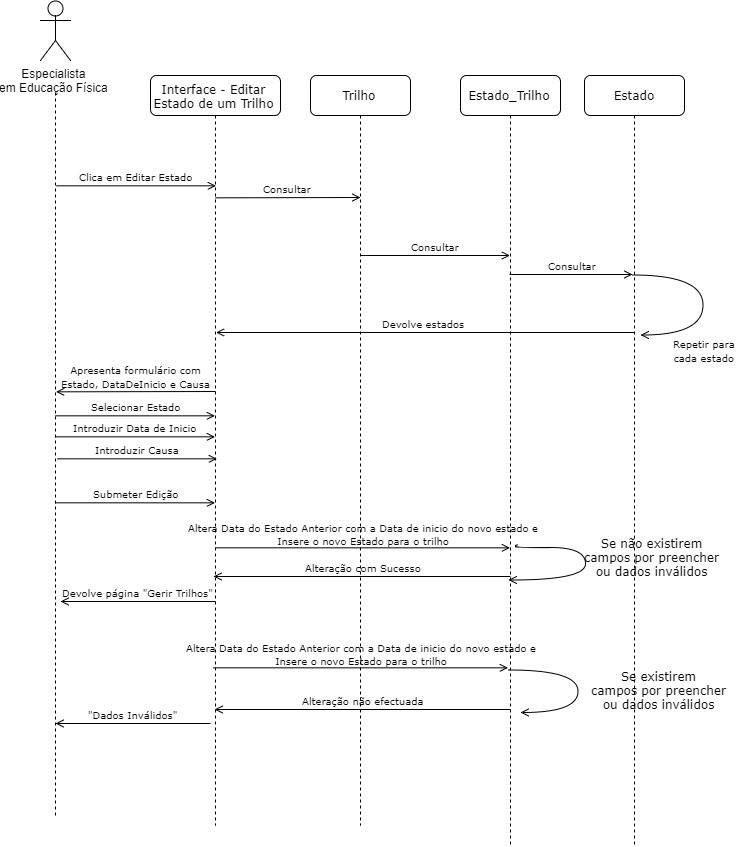 Especialista
em Educação Física
Interface - Editar
Estado de um Trilho
Trilho
Estado_Trilho
Estado
Clica em Editar Estado
Consultar
Consultar
Consultar
Devolve estados
Repetir para
cada estado
Apresenta formulário com
Estado, DataDeInicio e Causa
Selecionar Estado
Introduzir Data de Inicio
Introduzir Causa
Submeter Edição
Altera Data do Estado Anterior com a Data de inicio do novo estado e
Insere o novo Estado para o trilho
Se não existirem
campos por preencher
ou dados inválidos
Alteração com Sucesso
Devolve página "Gerir Trilhos"
Altera Data do Estado Anterior com a Data de inicio do novo estado e
Insere o novo Estado para o trilho
Se existirem
campos por preencher
ou dados inválidos
Alteração não efectuada
"Dados Inválidos"